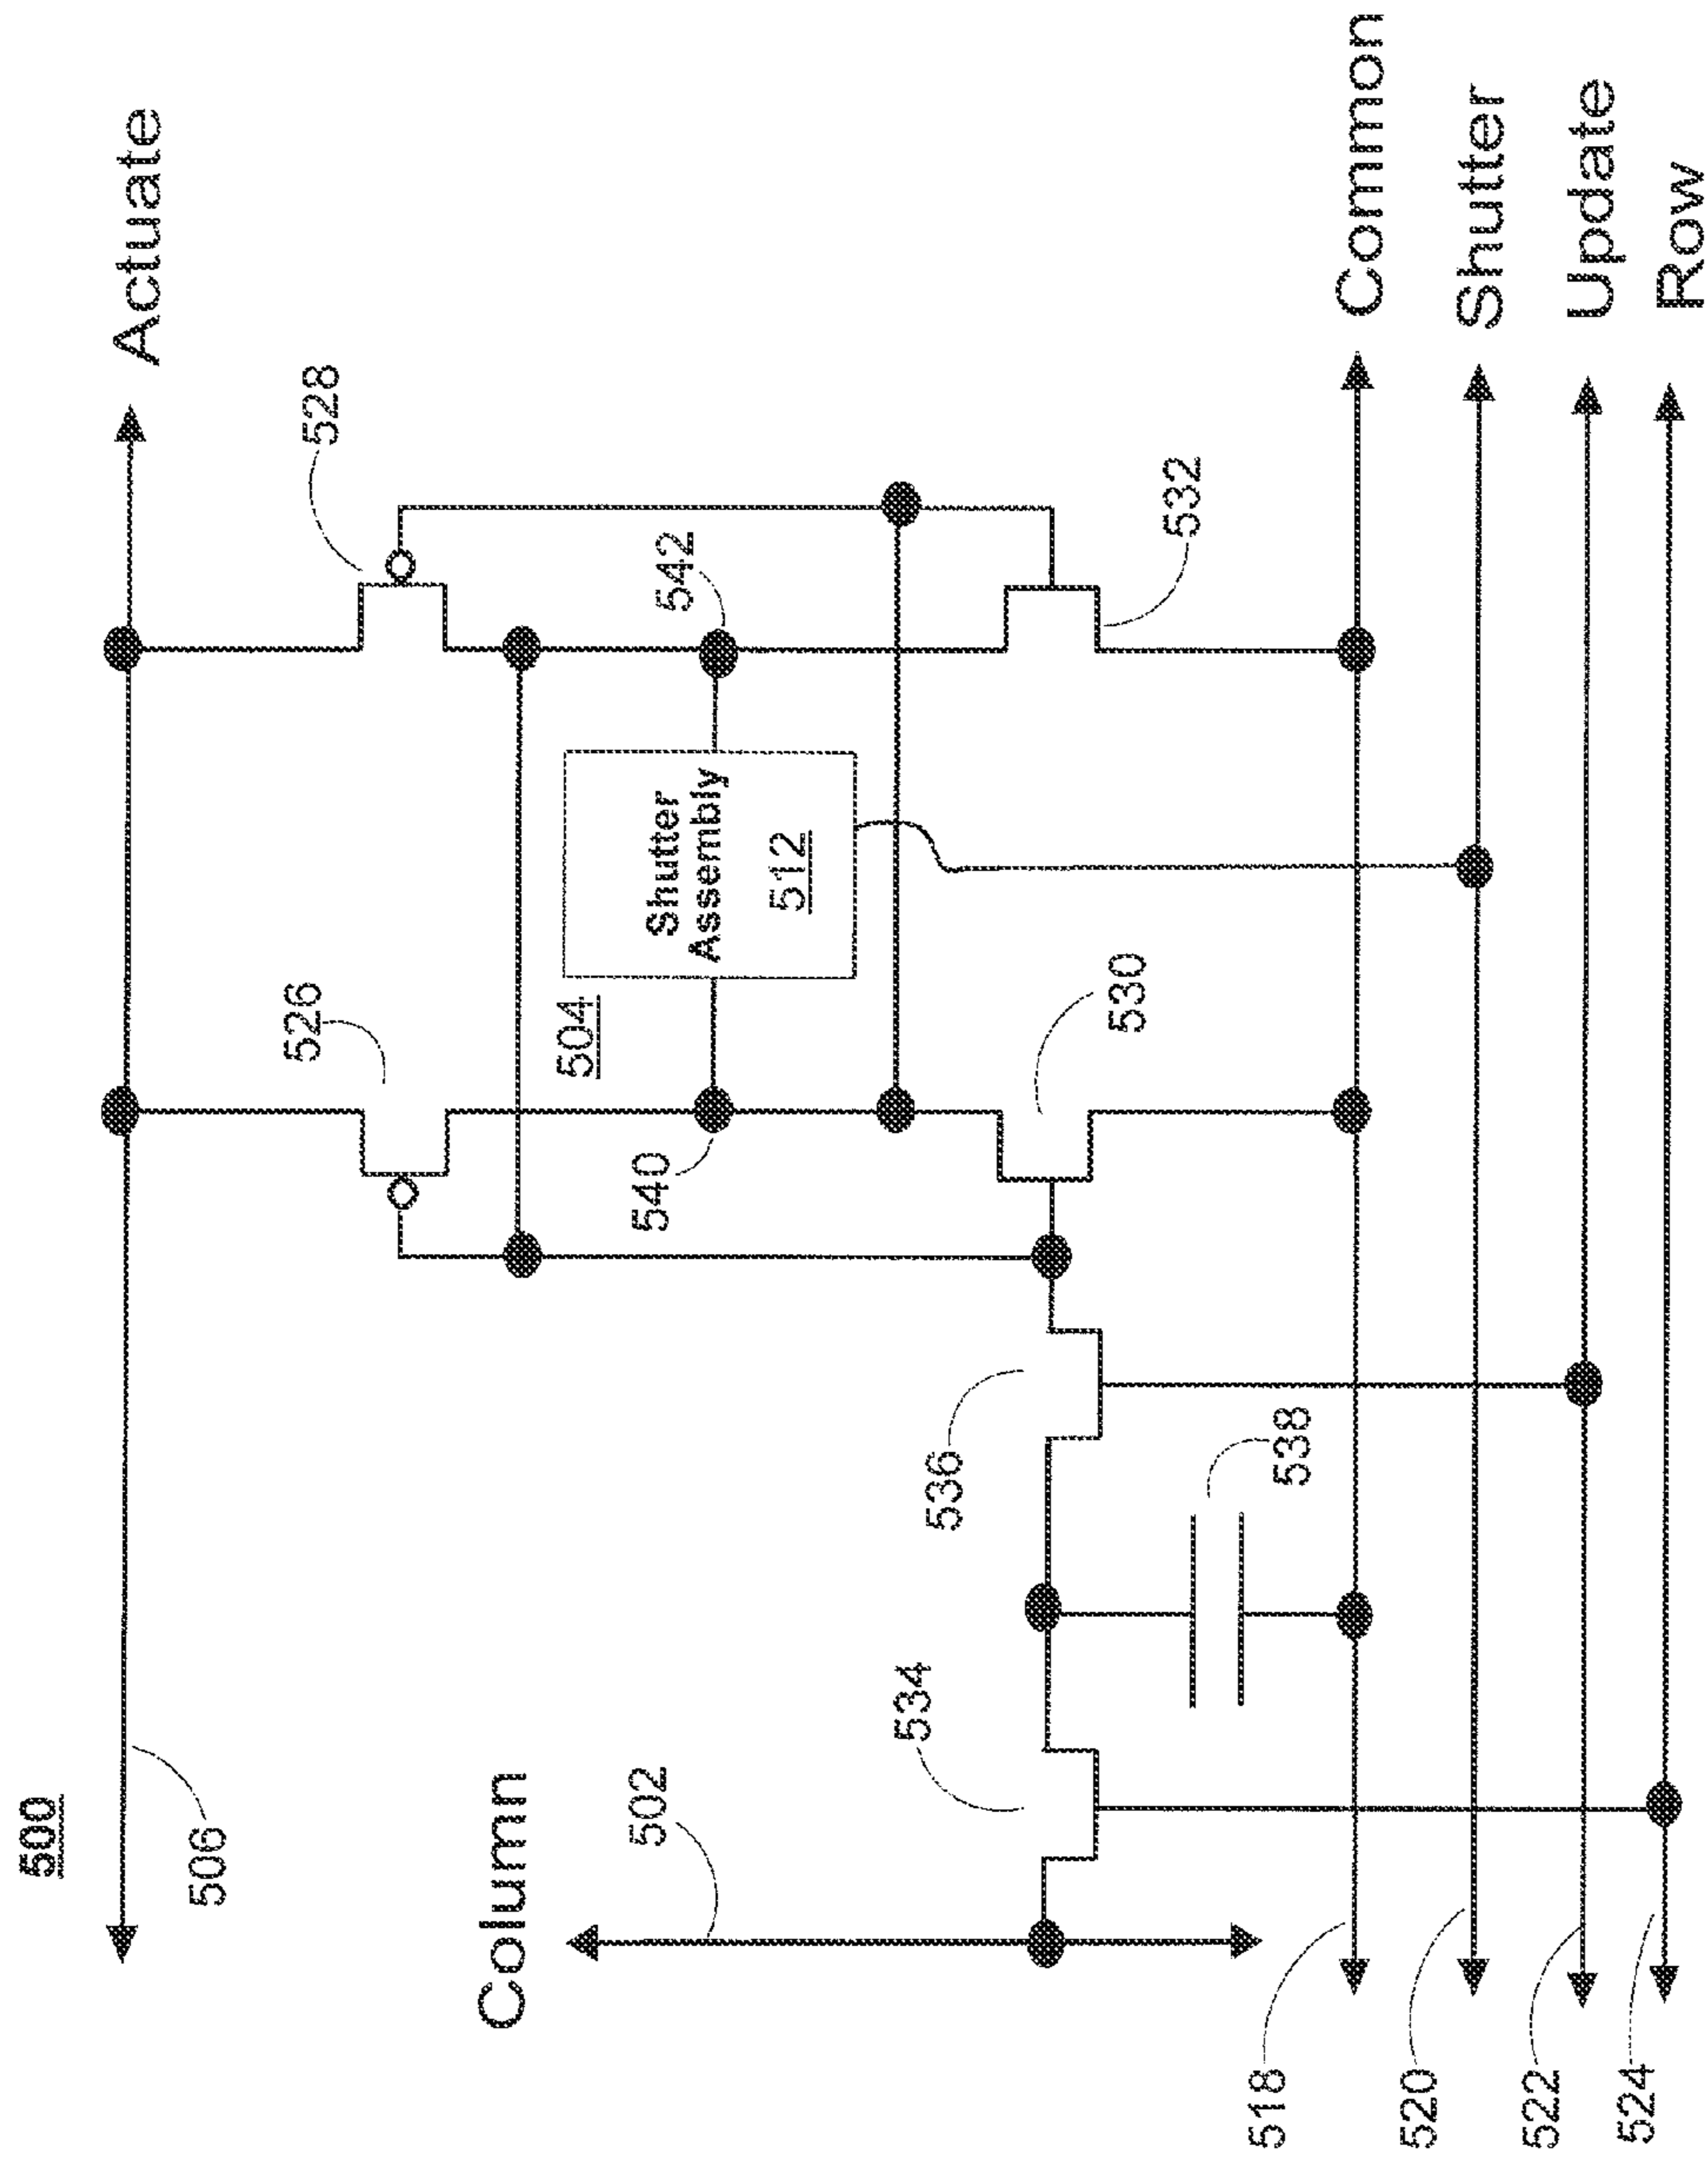 500
506
Actuate
526
528
Column
502
504
540
Shutter
Assembly
512
542
534
536
538
530
532
518
Common
520
Shutter
522
Update
524
Row